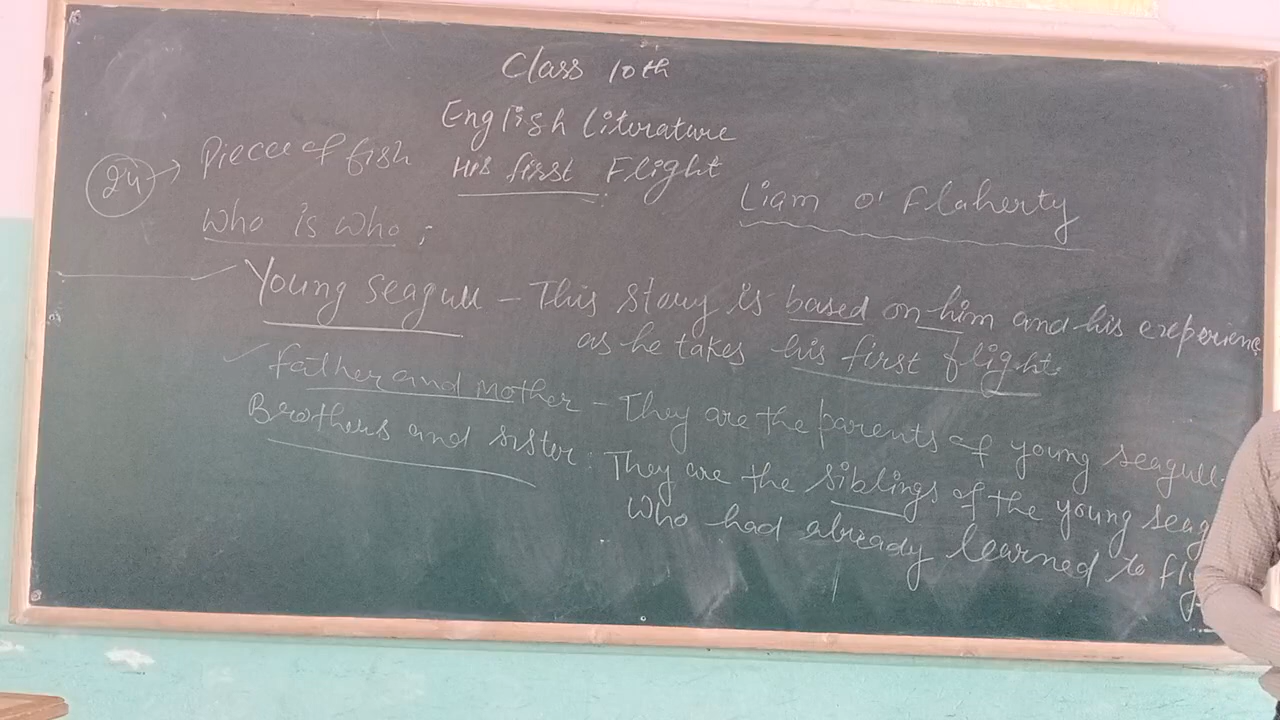 Class 10th
English Literature
24 → Piece of fish
His first Flight
Liam O' Flaherty
Who is Who ;
Young Seagull - This story is based on him and his experience
as he takes his first flight
Father and Mother - They are the parents of young seagull.
Brothers and sister : They are the siblings of the young seag
Who had already learned to fly